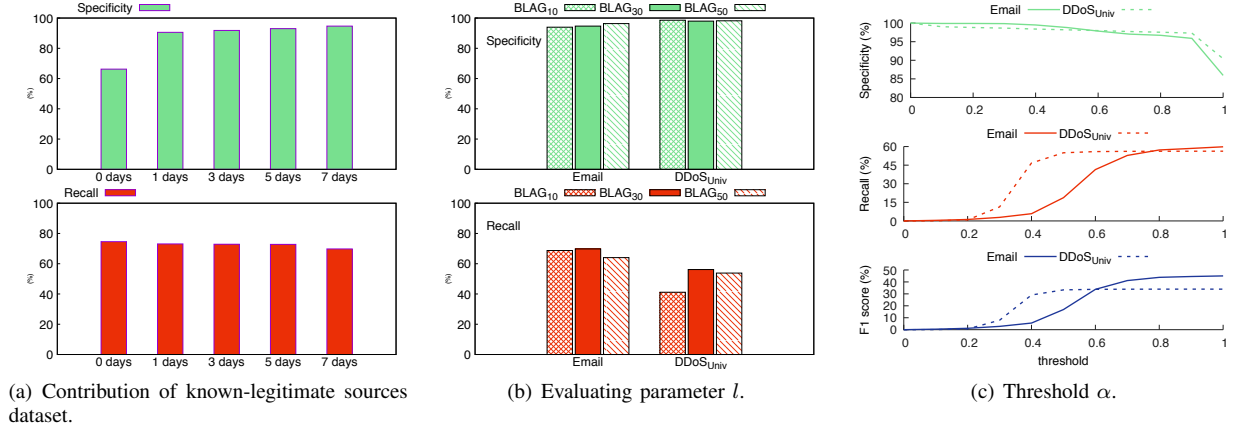 Specificity
100
80
60
40
20
0
(%)
0 days 1 days 3 days 5 days 7 days
Recall
100
80
60
40
20
0
(%)
0 days 1 days 3 days 5 days 7 days
(a) Contribution of known-legitimate sources
dataset.
BLAG10 BLAG30 BLAG50
Specificity
100
80
60
40
20
0
(%)
Email DDoSUniv
BLAG10 BLAG30 BLAG50
Recall
100
80
60
40
20
0
(%)
Email DDoSUniv
(b) Evaluating parameter l.
Email DDoSUniv
Specificity (%)
100
95
90
85
80
0 0.2 0.4 0.6 0.8 1
Email DDoSUniv
Recall (%)
60
45
30
15
0
0 0.2 0.4 0.6 0.8 1
Email DDoSUniv
F1 score (%)
50
40
30
20
10
0
0 0.2 0.4 0.6 0.8 1
threshold
(c) Threshold α.